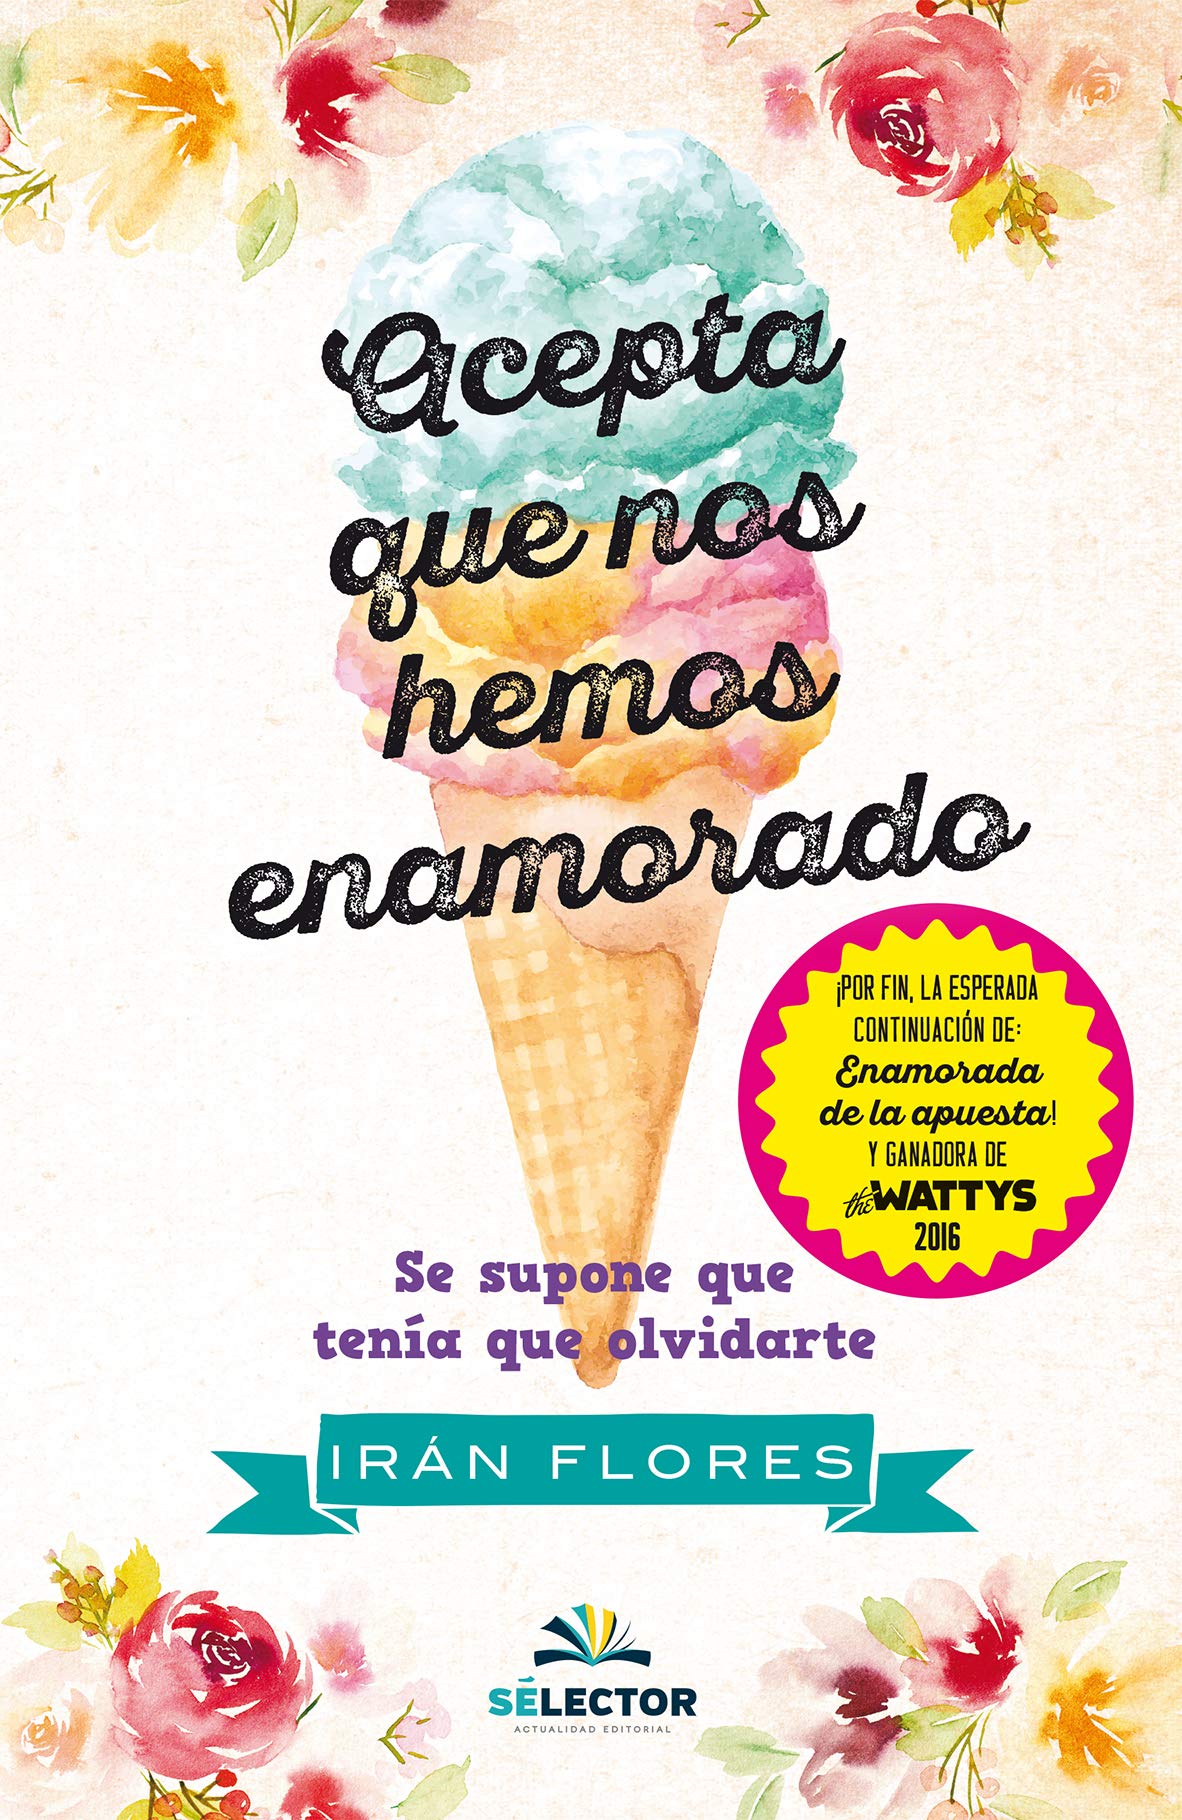 Acepta
que nos
hemos
enamorado
¡POR FIN, LA ESPERADA
CONTINUACIÓN DE:
Enamorada
de la apuesta!
Y GANADORA DE
the WATTYS
2016
Se supone que
tenía que olvidarte
IRÁN FLORES
SÉLECTOR
ACTUALIDAD EDITORIAL